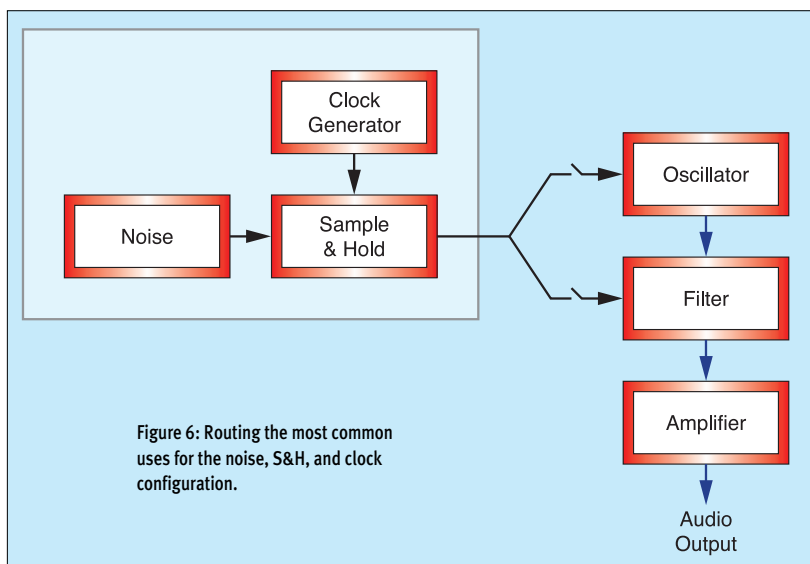 Clock
Generator
Noise
Sample
& Hold
Oscillator
Filter
Amplifier
Audio
Output
Figure 6: Routing the most common
uses for the noise, S&H, and clock
configuration.